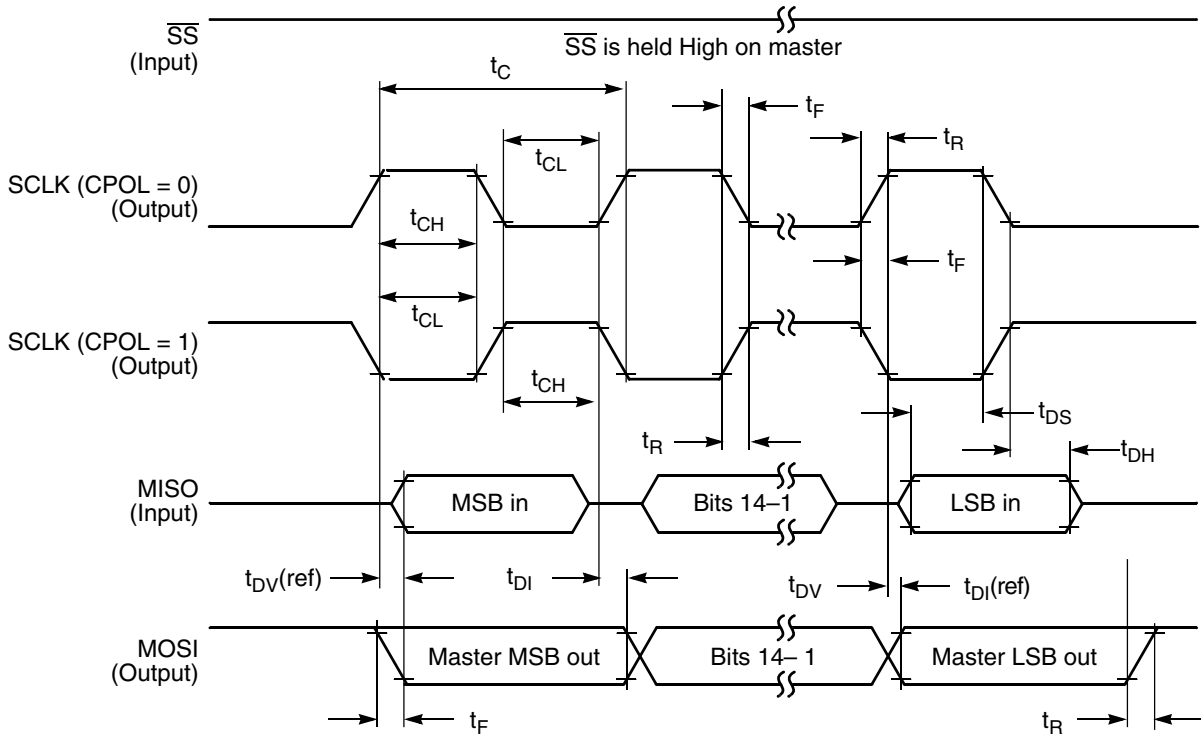 SS
(Input)
SS is held High on master
tC
tF
tR
tCL
SCLK (CPOL = 0)
(Output)
tCH
tF
tCL
SCLK (CPOL = 1)
(Output)
tCH
tDS
tR
tDH
MISO
(Input)
MSB in
Bits 14–1
LSB in
tDV(ref)
tDI
tDV
tDI(ref)
MOSI
(Output)
Master MSB out
Bits 14– 1
Master LSB out
tF
tR